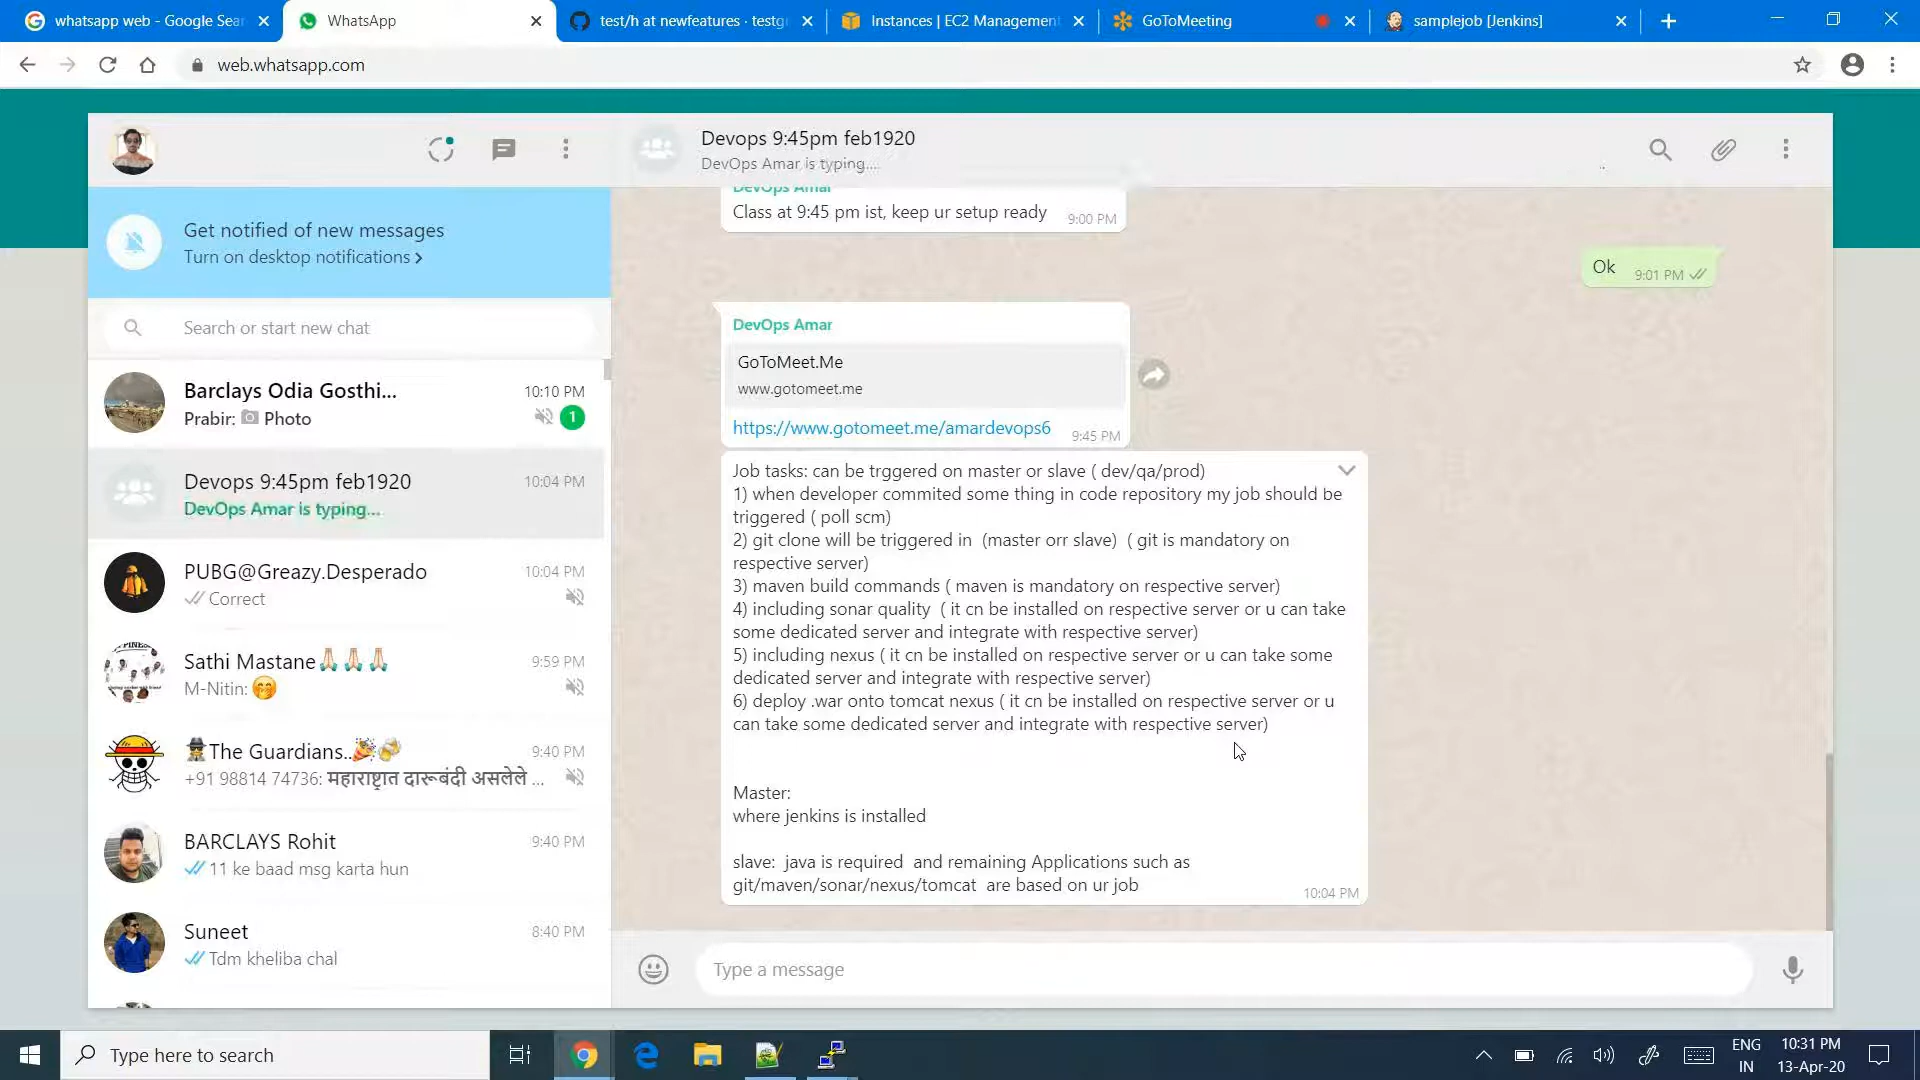 whatsapp web - Google Sear
WhatsApp
test/h at newfeatures · testgi
Instances | EC2 Management
GoToMeeting
samplejob [Jenkins]
web.whatsapp.com
Devops 9:45pm feb1920
DevOps Amar is typing....
Get notified of new messages
Turn on desktop notifications >
Search or start new chat
Barclays Odia Gosthi...
10:10 PM
Prabir: Photo
1
Devops 9:45pm feb1920
10:04 PM
DevOps Amar is typing...
PUBG@Greazy.Desperado
10:04 PM
Correct
Sathi Mastane🙏🏻🙏🏻🙏🏻
9:59 PM
M-Nitin: 🤭
🕵The Guardians..🎉🍻
9:40 PM
+91 98814 74736: महाराष्ट्रात दारूबंदी असलेले ...
BARCLAYS Rohit
9:40 PM
11 ke baad msg karta hun
Suneet
8:40 PM
Tdm kheliba chal
DevOps Amar
Class at 9:45 pm ist, keep ur setup ready
9:00 PM
Ok
9:01 PM
DevOps Amar
GoToMeet.Me
www.gotomeet.me
https://www.gotomeet.me/amardevops6
9:45 PM
Job tasks: can be trggered on master or slave ( dev/qa/prod)
1) when developer commited some thing in code repository my job should be
triggered ( poll scm)
2) git clone will be triggered in (master orr slave) ( git is mandatory on
respective server)
3) maven build commands ( maven is mandatory on respective server)
4) including sonar quality ( it cn be installed on respective server or u can take
some dedicated server and integrate with respective server)
5) including nexus ( it cn be installed on respective server or u can take some
dedicated server and integrate with respective server)
6) deploy .war onto tomcat nexus ( it cn be installed on respective server or u
can take some dedicated server and integrate with respective server)
Master:
where jenkins is installed
slave: java is required and remaining Applications such as
git/maven/sonar/nexus/tomcat are based on ur job
10:04 PM
Type a message
Type here to search
ENG
IN
10:31 PM
13-Apr-20